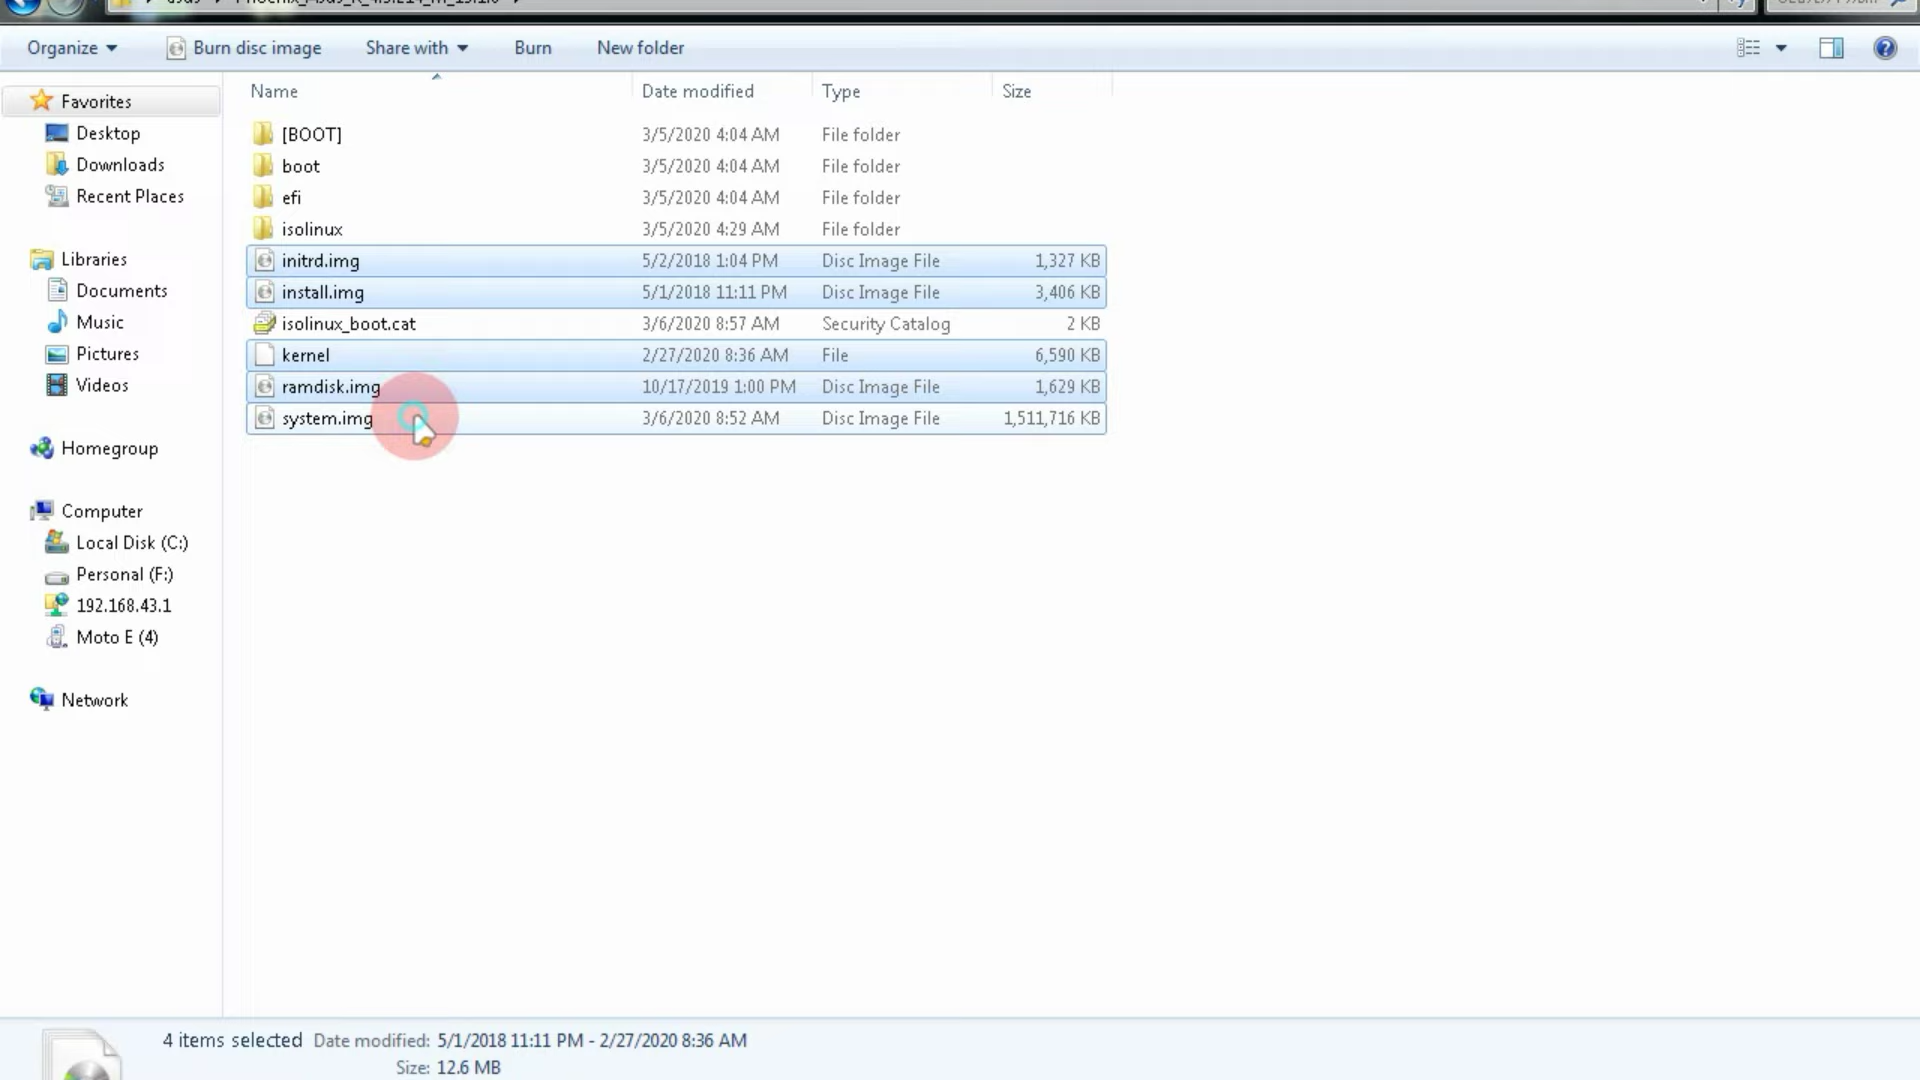 Organize
Burn disc image
Share with
Burn
New folder
Name
Date modified
Type
Size
Favorites
Desktop
Downloads
Recent Places
Libraries
Documents
Music
Pictures
Videos
Homegroup
Computer
Local Disk (C:)
Personal (F:)
192.168.43.1
Moto E (4)
Network
[BOOT] 3/5/2020 4:04 AM File folder
boot 3/5/2020 4:04 AM File folder
efi 3/5/2020 4:04 AM File folder
isolinux 3/5/2020 4:29 AM File folder
initrd.img 5/2/2018 1:04 PM Disc Image File 1,327 KB
install.img 5/1/2018 11:11 PM Disc Image File 3,406 KB
isolinux_boot.cat 3/6/2020 8:57 AM Security Catalog 2 KB
kernel 2/27/2020 8:36 AM File 6,590 KB
ramdisk.img 10/17/2019 1:00 PM Disc Image File 1,629 KB
system.img 3/6/2020 8:52 AM Disc Image File 1,511,716 KB
4 items selected Date modified: 5/1/2018 11:11 PM - 2/27/2020 8:36 AM
Size: 12.6 MB